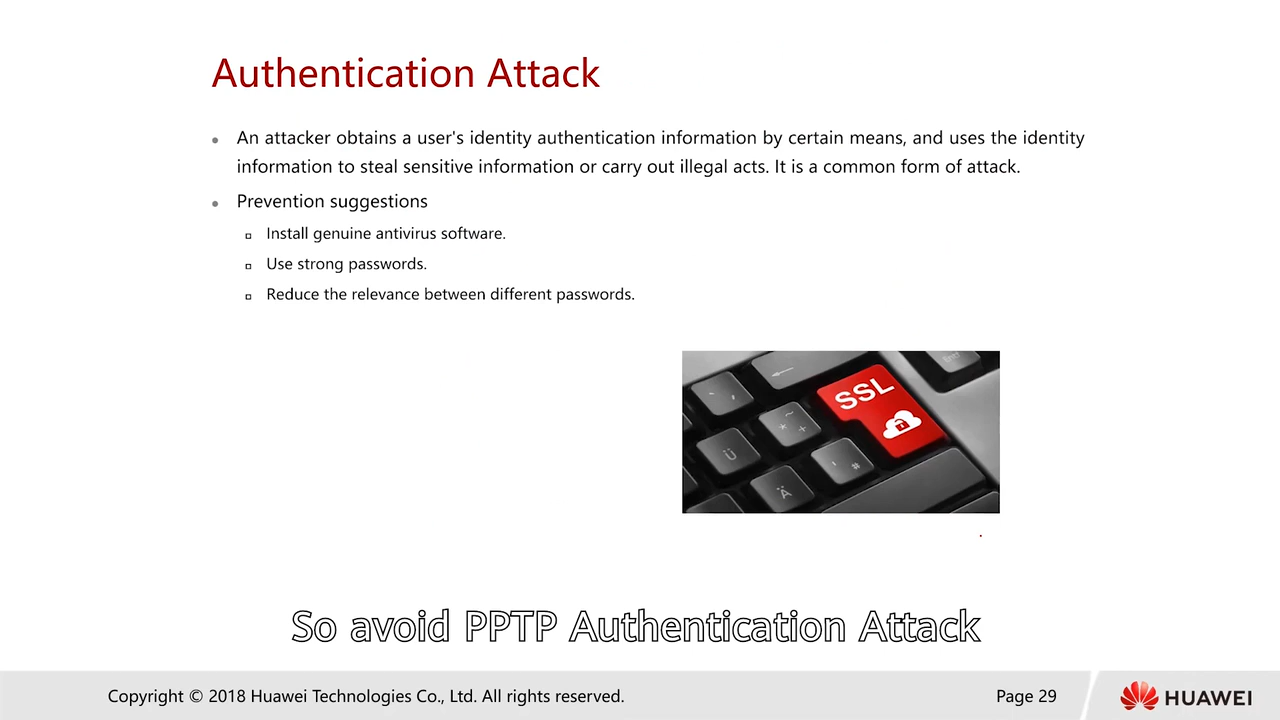 Authentication Attack
An attacker obtains a user's identity authentication information by certain means, and uses the identity
information to steal sensitive information or carry out illegal acts. It is a common form of attack.
Prevention suggestions
Install genuine antivirus software.
Use strong passwords.
Reduce the relevance between different passwords.
SSL
Ü
Ä
So avoid PPTP Authentication Attack
Copyright © 2018 Huawei Technologies Co., Ltd. All rights reserved.
Page 29
HUAWEI